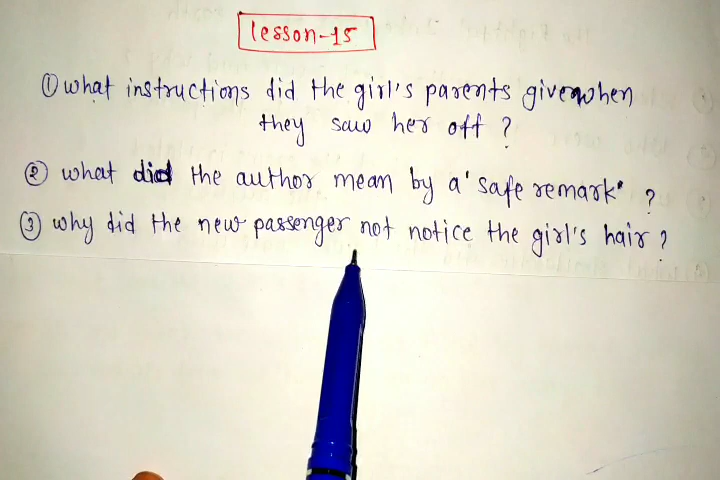 lesson-15
① what instructions did the girl's parents give when
they saw her off ?
② what did the author mean by a 'safe remark' ?
③ why did the new passenger not notice the girl's hair ?